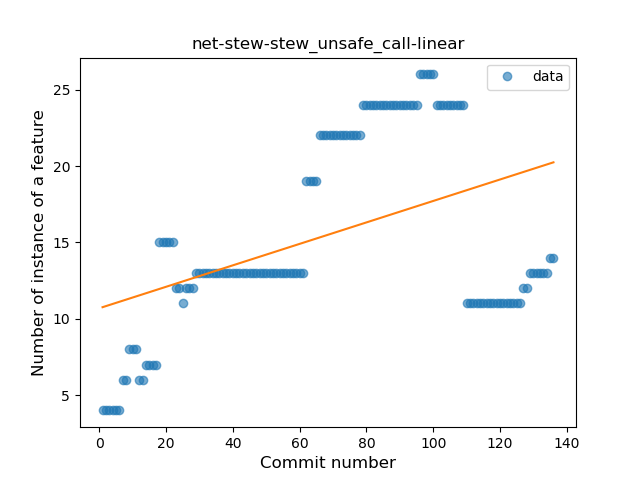 net-stew-stew_unsafe_call-linear
data
Number of instance of a feature
25
20
15
10
5
0 20 40 60 80 100 120 140
Commit number